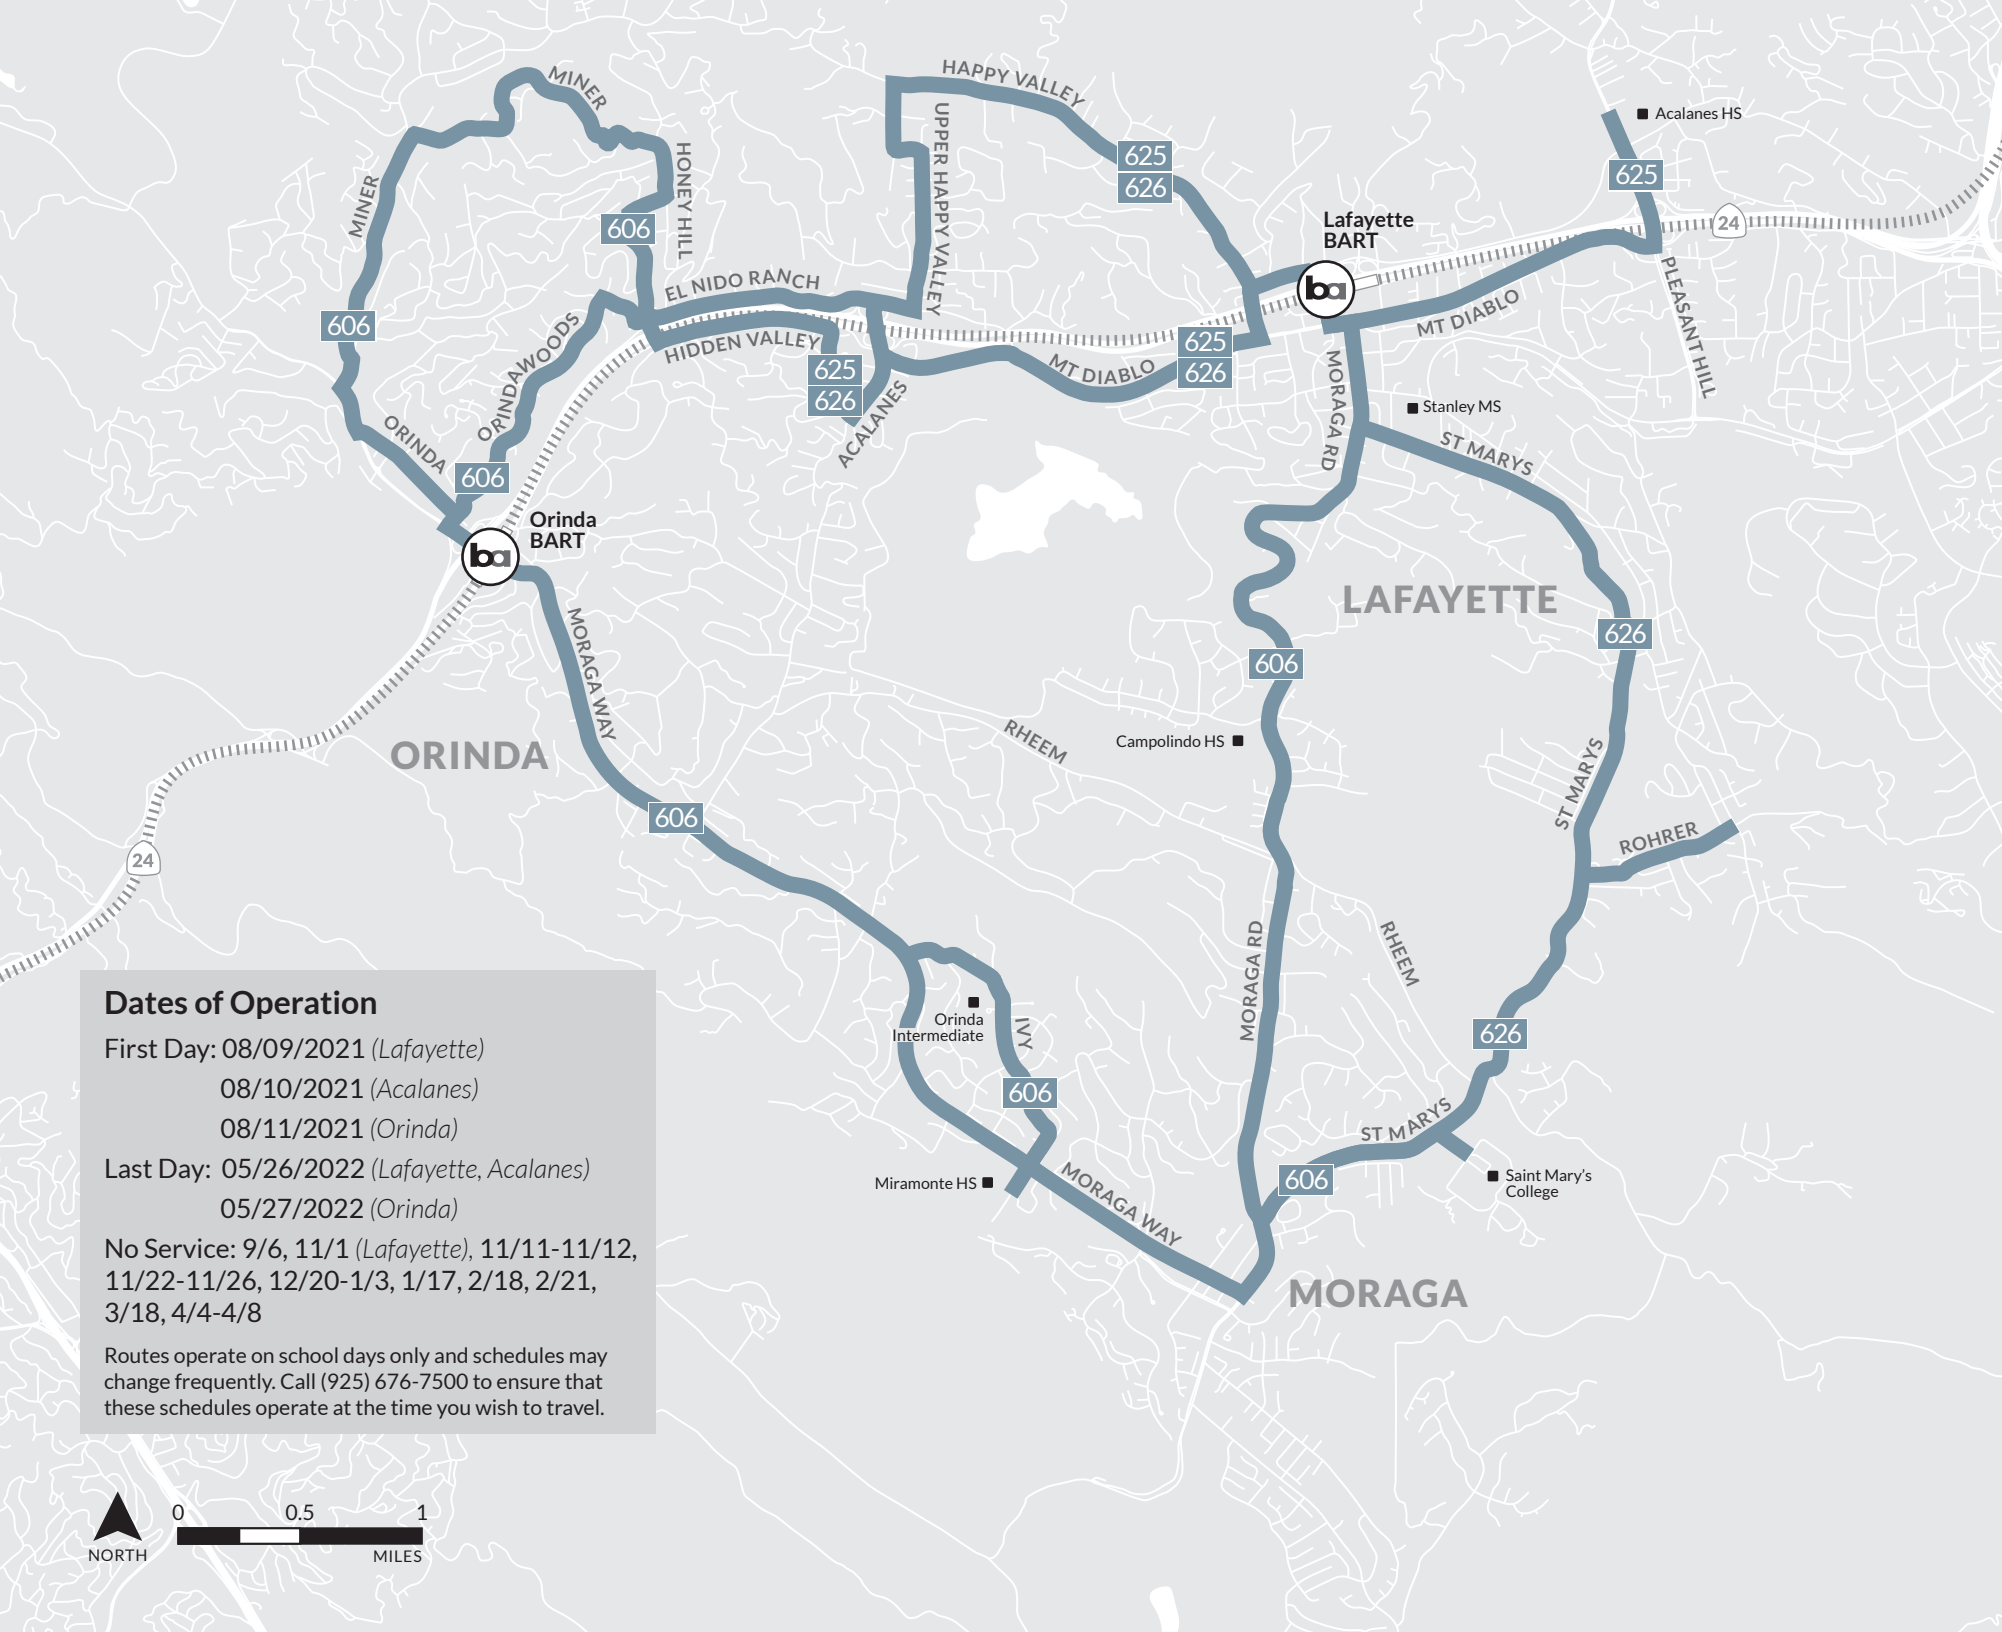 MINER
HAPPY VALLEY
Acalanes HS
UPPER HAPPY VALLEY
HONEY HILL
625
626
625
MINER
606
Lafayette
BART
24
ba
EL NIDO RANCH
606
ORINDAWOODS
HIDDEN VALLEY
625
626
MT DIABLO
625
626
MT DIABLO
PLEASANT HILL
ACALANES
MORAGA RD
Stanley MS
ST MARYS
ORINDA
606
Orinda
BART
ba
LAFAYETTE
626
606
MORAGA WAY
RHEEM
Campolindo HS
ORINDA
ST MARYS
606
ROHRER
24
MORAGA RD
RHEEM
Orinda
Intermediate
IVY
626
606
ST MARYS
Miramonte HS
MORAGA WAY
606
Saint Mary’s
College
MORAGA
Dates of Operation
First Day: 08/09/2021 (Lafayette)
08/10/2021 (Acalanes)
08/11/2021 (Orinda)
Last Day: 05/26/2022 (Lafayette, Acalanes)
05/27/2022 (Orinda)
No Service: 9/6, 11/1 (Lafayette), 11/11-11/12,
11/22-11/26, 12/20-1/3, 1/17, 2/18, 2/21,
3/18, 4/4-4/8
Routes operate on school days only and schedules may
change frequently. Call (925) 676-7500 to ensure that
these schedules operate at the time you wish to travel.
0 0.5 1
NORTH
MILES